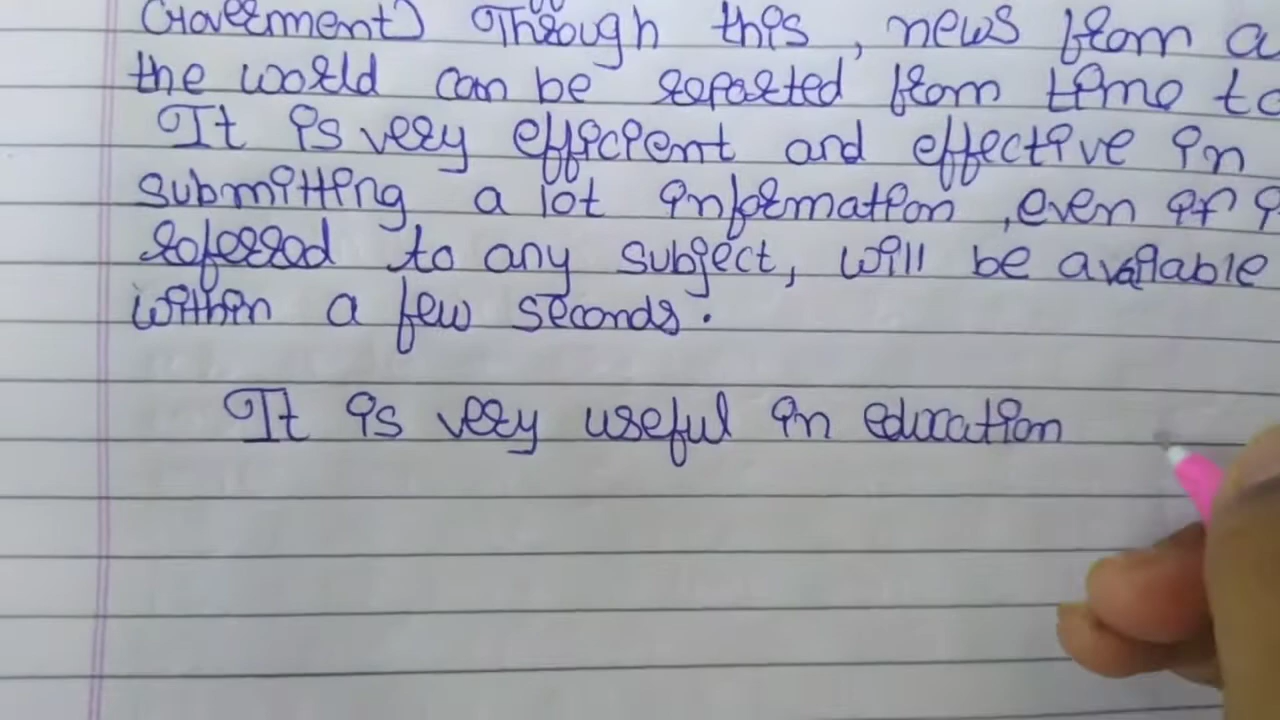 Goverment) Through this, news from a
the world can be reported from time to
It is very efficient and effective in
submitting a lot information, even if
refersed to any subject, will be available
within a few seconds.
It is very useful in education